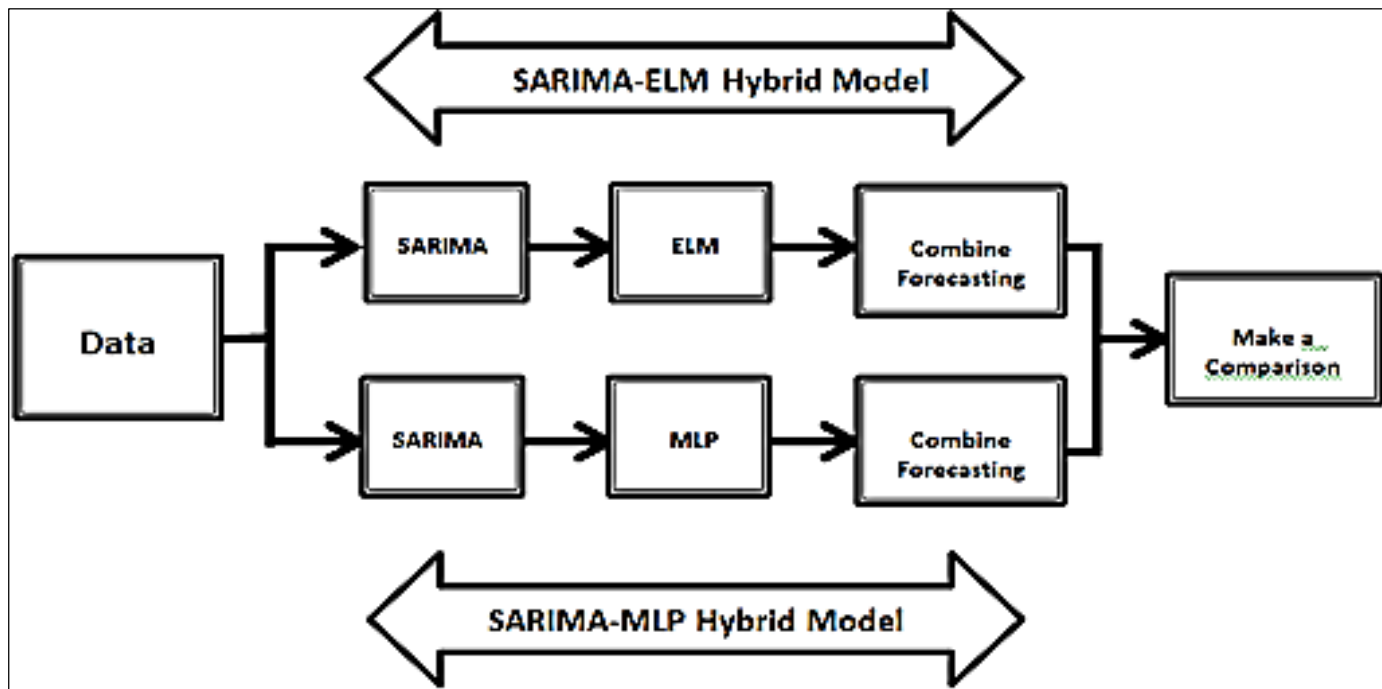 SARIMA-ELM Hybrid Model
SARIMA
ELM
Combine
Forecasting
Data
Make a
Comparison
SARIMA
MLP
Combine
Forecasting
SARIMA-MLP Hybrid Model